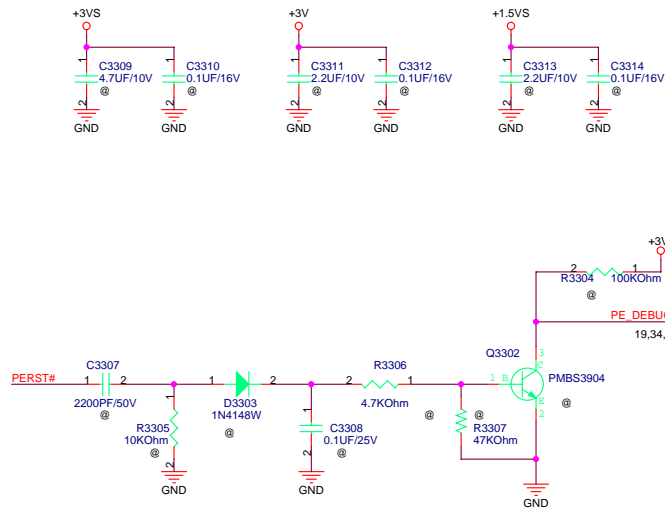 +3VS
+3V
+1.5VS
1
C3309
4.7UF/10V
@
2
GND
1
C3310
0.1UF/16V
@
2
1
C3311
2.2UF/10V
@
2
GND
1
C3312
0.1UF/16V
@
2
GND
1
C3313
2.2UF/10V
@
2
GND
1
C3314
0.1UF/16V
@
2
GND
GND
+3V
2
1
R3304
100KOhm
@
PE_DEBU
19,34,
PERST#
C3307
1
2
2200PF/50V
@
1
R3305
10KOhm
@
2
GND
1
2
D3303
1N4148W
@
1
C3308
0.1UF/25V
@
2
GND
R3306
2
1
4.7KOhm
@
@
R3307
47KOhm
Q3302
3
C
1
B
PMBS3904
E
2
@
GND